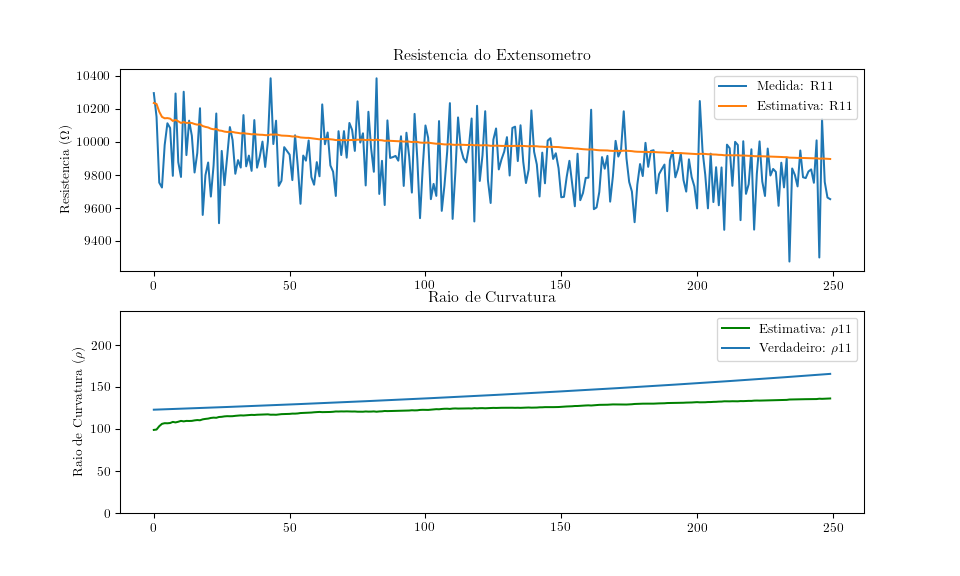 Resistencia do Extensometro
Resistencia (Ω)
10400
10200
10000
9800
9600
9400
Medida: R11
Estimativa: R11
0
50
100
150
200
250
Raio de Curvatura
Raio de Curvatura (ρ)
200
150
100
50
0
Estimativa: ρ11
Verdadeiro: ρ11
0
50
100
150
200
250